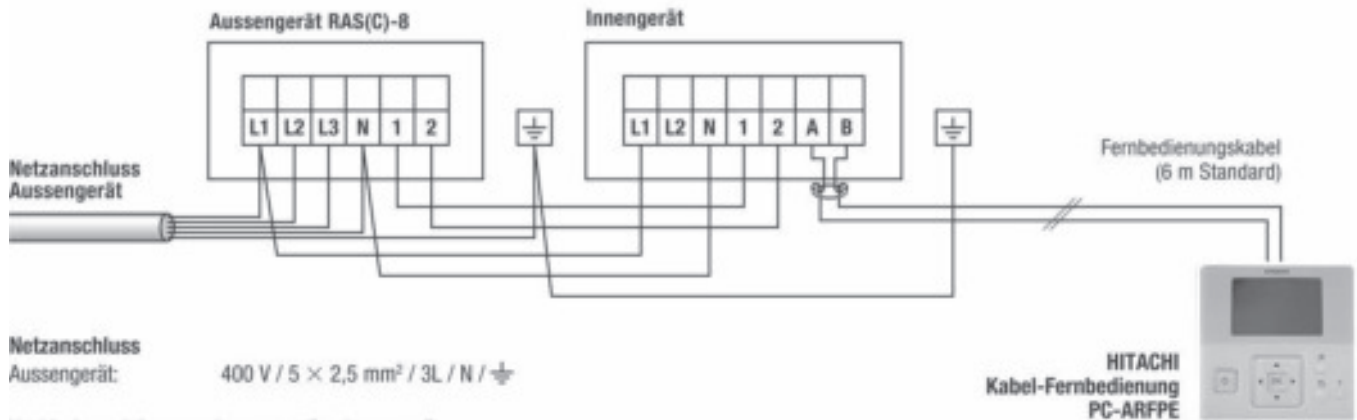 Aussengerät RAS(C)-8
Innengerät
L1 L2 L3 N 1 2
L1 L2 N 1 2 A B
Netzanschluss
Aussengerät
Fernbedienungskabel
(6 m Standard)
Netzanschluss
Aussengerät: 400 V / 5 × 2,5 mm² / 3L / N / ⏚
HITACHI
Kabel-Fernbedienung
PC-ARFPE